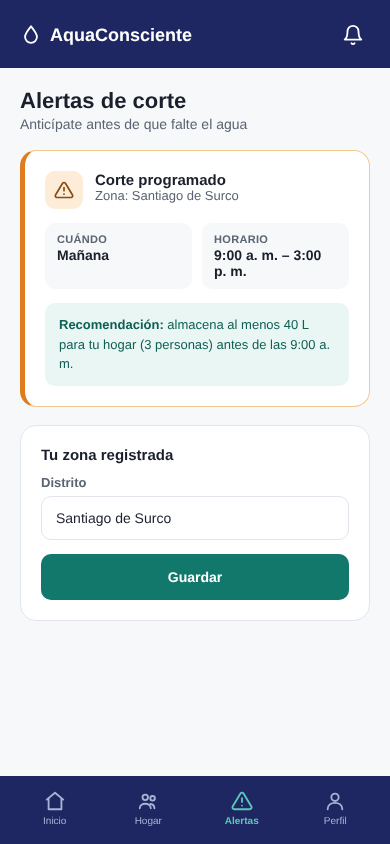 AquaConsciente
Alertas de corte
Anticípate antes de que falte el agua
Corte programado
Zona: Santiago de Surco
CUÁNDO
Mañana
HORARIO
9:00 a. m. – 3:00
p. m.
Recomendación: almacena al menos 40 L
para tu hogar (3 personas) antes de las 9:00 a.
m.
Tu zona registrada
Distrito
Santiago de Surco
Guardar
Inicio
Hogar
Alertas
Perfil